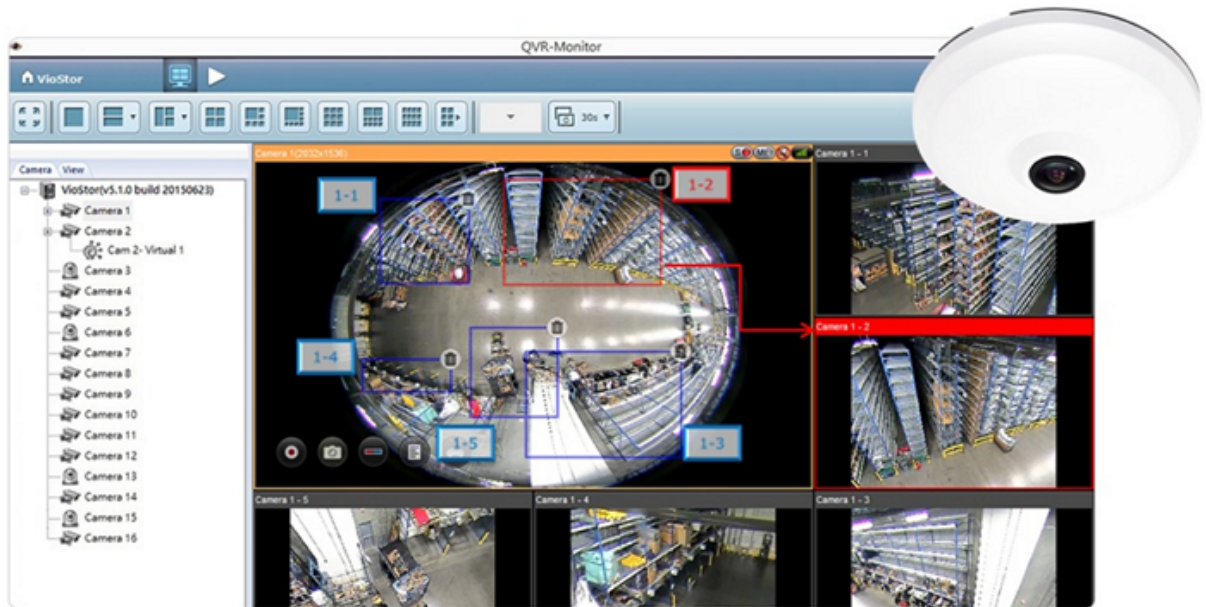 QVR-Monitor
VioStor
30s
Camera View
VioStor(v5.1.0 build 20150623)
Camera 1
Camera 2
Cam 2- Virtual 1
Camera 3
Camera 4
Camera 5
Camera 6
Camera 7
Camera 8
Camera 9
Camera 10
Camera 11
Camera 12
Camera 13
Camera 14
Camera 15
Camera 16
Camera 1(2032x1536)
1-1
1-2
1-4
1-5
1-3
Camera 1 - 1
Camera 1 - 2
Camera 1 - 5
Camera 1 - 4
Camera 1 - 3